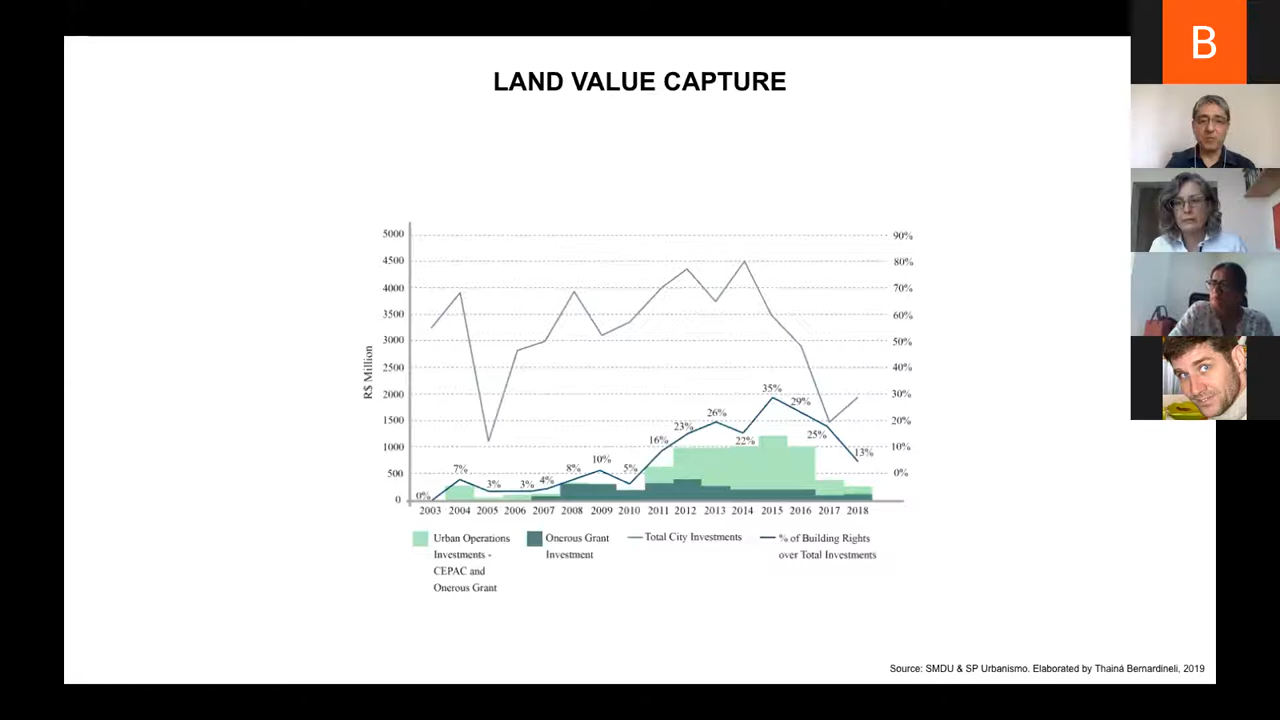 B
LAND VALUE CAPTURE
R$ Million
5000
4500
4000
3500
3000
2500
2000
1500
1000
500
0
90%
80%
70%
60%
50%
40%
30%
20%
10%
0%
0%
7%
3%
3%
4%
8%
10%
5%
16%
23%
26%
22%
35%
29%
25%
13%
2003 2004 2005 2006 2007 2008 2009 2010 2011 2012 2013 2014 2015 2016 2017 2018
Urban Operations
Investments -
CEPAC and
Onerous Grant
Onerous Grant
Investment
Total City Investments
% of Building Rights
over Total Investments
Source: SMDU & SP Urbanismo. Elaborated by Thainá Bernardineli, 2019